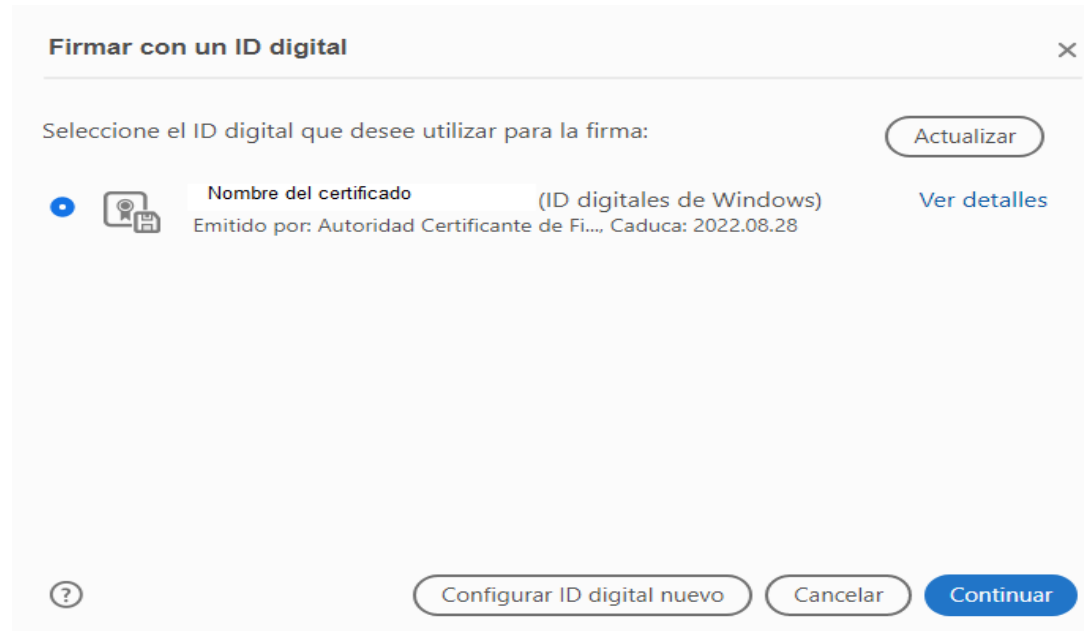 Firmar con un ID digital
Seleccione el ID digital que desee utilizar para la firma:
Actualizar
Nombre del certificado (ID digitales de Windows)
Ver detalles
Emitido por: Autoridad Certificante de Fi..., Caduca: 2022.08.28
?
Configurar ID digital nuevo
Cancelar
Continuar